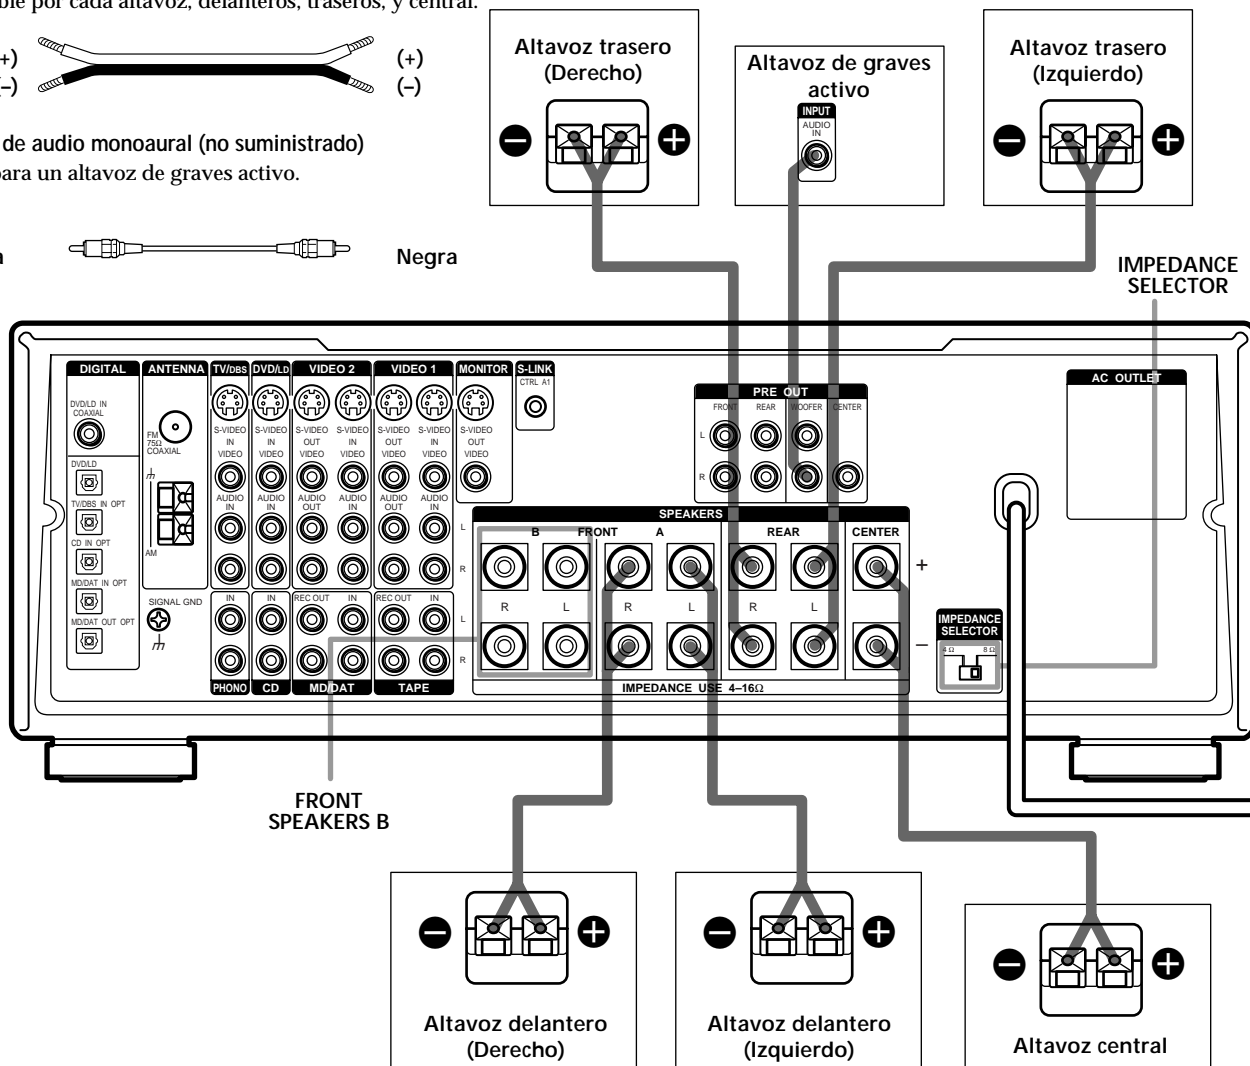 ble por cada altavoz, delanteros, traseros, y central.
(+)
(–)
(+)
(–)
de audio monoaural (no suministrado)
para un altavoz de graves activo.
Negra
Altavoz trasero
(Derecho)
Altavoz de graves
activo
INPUT
AUDIO
IN
Altavoz trasero
(Izquierdo)
IMPEDANCE
SELECTOR
DIGITAL
DVD/LD IN
COAXIAL
DVD/LD
TV/DBS IN OPT
CD IN OPT
MD/DAT IN OPT
MD/DAT OUT OPT
ANTENNA
FM
75Ω
COAXIAL
AM
SIGNAL GND
TV/DBS
DVD/LD
VIDEO 2
VIDEO 1
MONITOR
S-LINK
CTRL A1
S-VIDEO
S-VIDEO
S-VIDEO
S-VIDEO
S-VIDEO
S-VIDEO
S-VIDEO
IN
IN
OUT
IN
OUT
IN
OUT
VIDEO
VIDEO
VIDEO
VIDEO
VIDEO
VIDEO
VIDEO
AUDIO
AUDIO
AUDIO
AUDIO
AUDIO
AUDIO
IN
IN
OUT
IN
OUT
IN
L
R
IN
IN
REC OUT
IN
REC OUT
IN
L
R
PHONO
CD
MD/DAT
TAPE
PRE OUT
FRONT
REAR
WOOFER
CENTER
L
R
AC OUTLET
SPEAKERS
B
FRONT
A
REAR
CENTER
+
R
L
R
L
R
L
–
IMPEDANCE USE 4–16Ω
IMPEDANCE
SELECTOR
4 Ω
8 Ω
FRONT
SPEAKERS B
Altavoz delantero
(Derecho)
Altavoz delantero
(Izquierdo)
Altavoz central